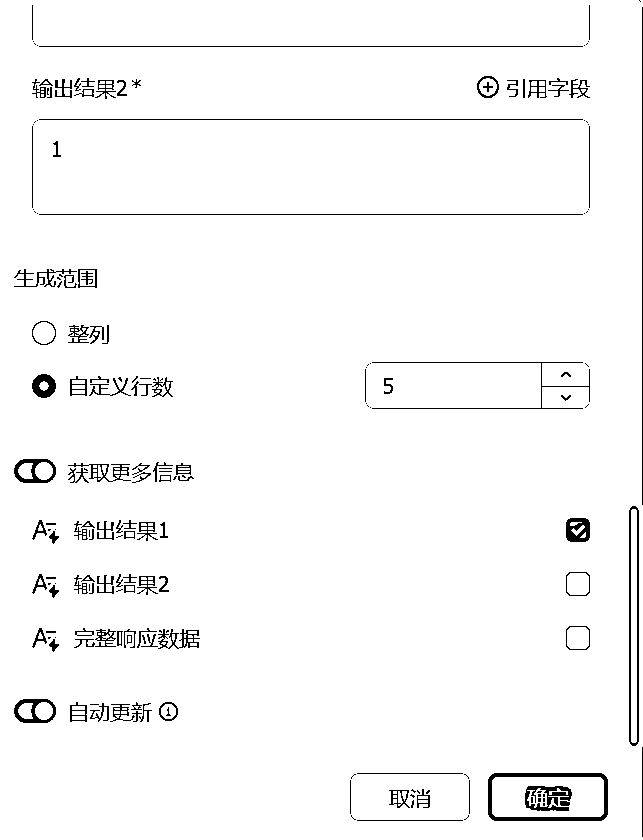 输出结果2* 引用字段
1
生成范围
整列
自定义行数 5
获取更多信息
输出结果1
输出结果2
完整响应数据
自动更新
取消 确定